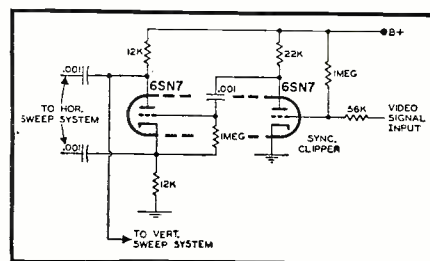 B+
12K
22K
.001
6SN7
.001
6SN7
1MEG
TO HOR.
SWEEP SYSTEM
1MEG
56K
VIDEO
SIGNAL
INPUT
SYNC.
CLIPPER
.001
12K
TO VERT.
SWEEP SYSTEM